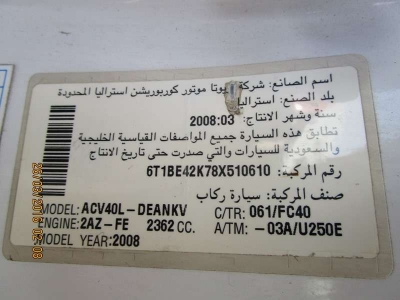 اسم الصانع: شركة تويوتا موتور كوربوريشن استراليا المحدودة
بلد الصنع: استراليا
سنة وشهر الانتاج: 2008:03
تطابق هذه السيارة جميع المواصفات القياسية الخليجية
والسعودية للسيارات والتي صدرت حتى تاريخ الانتاج
رقم المركبة: 6T1BE42K78X510610
صنف المركبة: سيارة ركاب
MODEL: ACV40L-DEANKV C/TR: 061/FC40
ENGINE: 2AZ-FE 2362 CC. A/TM: -03A/U250E
MODEL YEAR: 2008